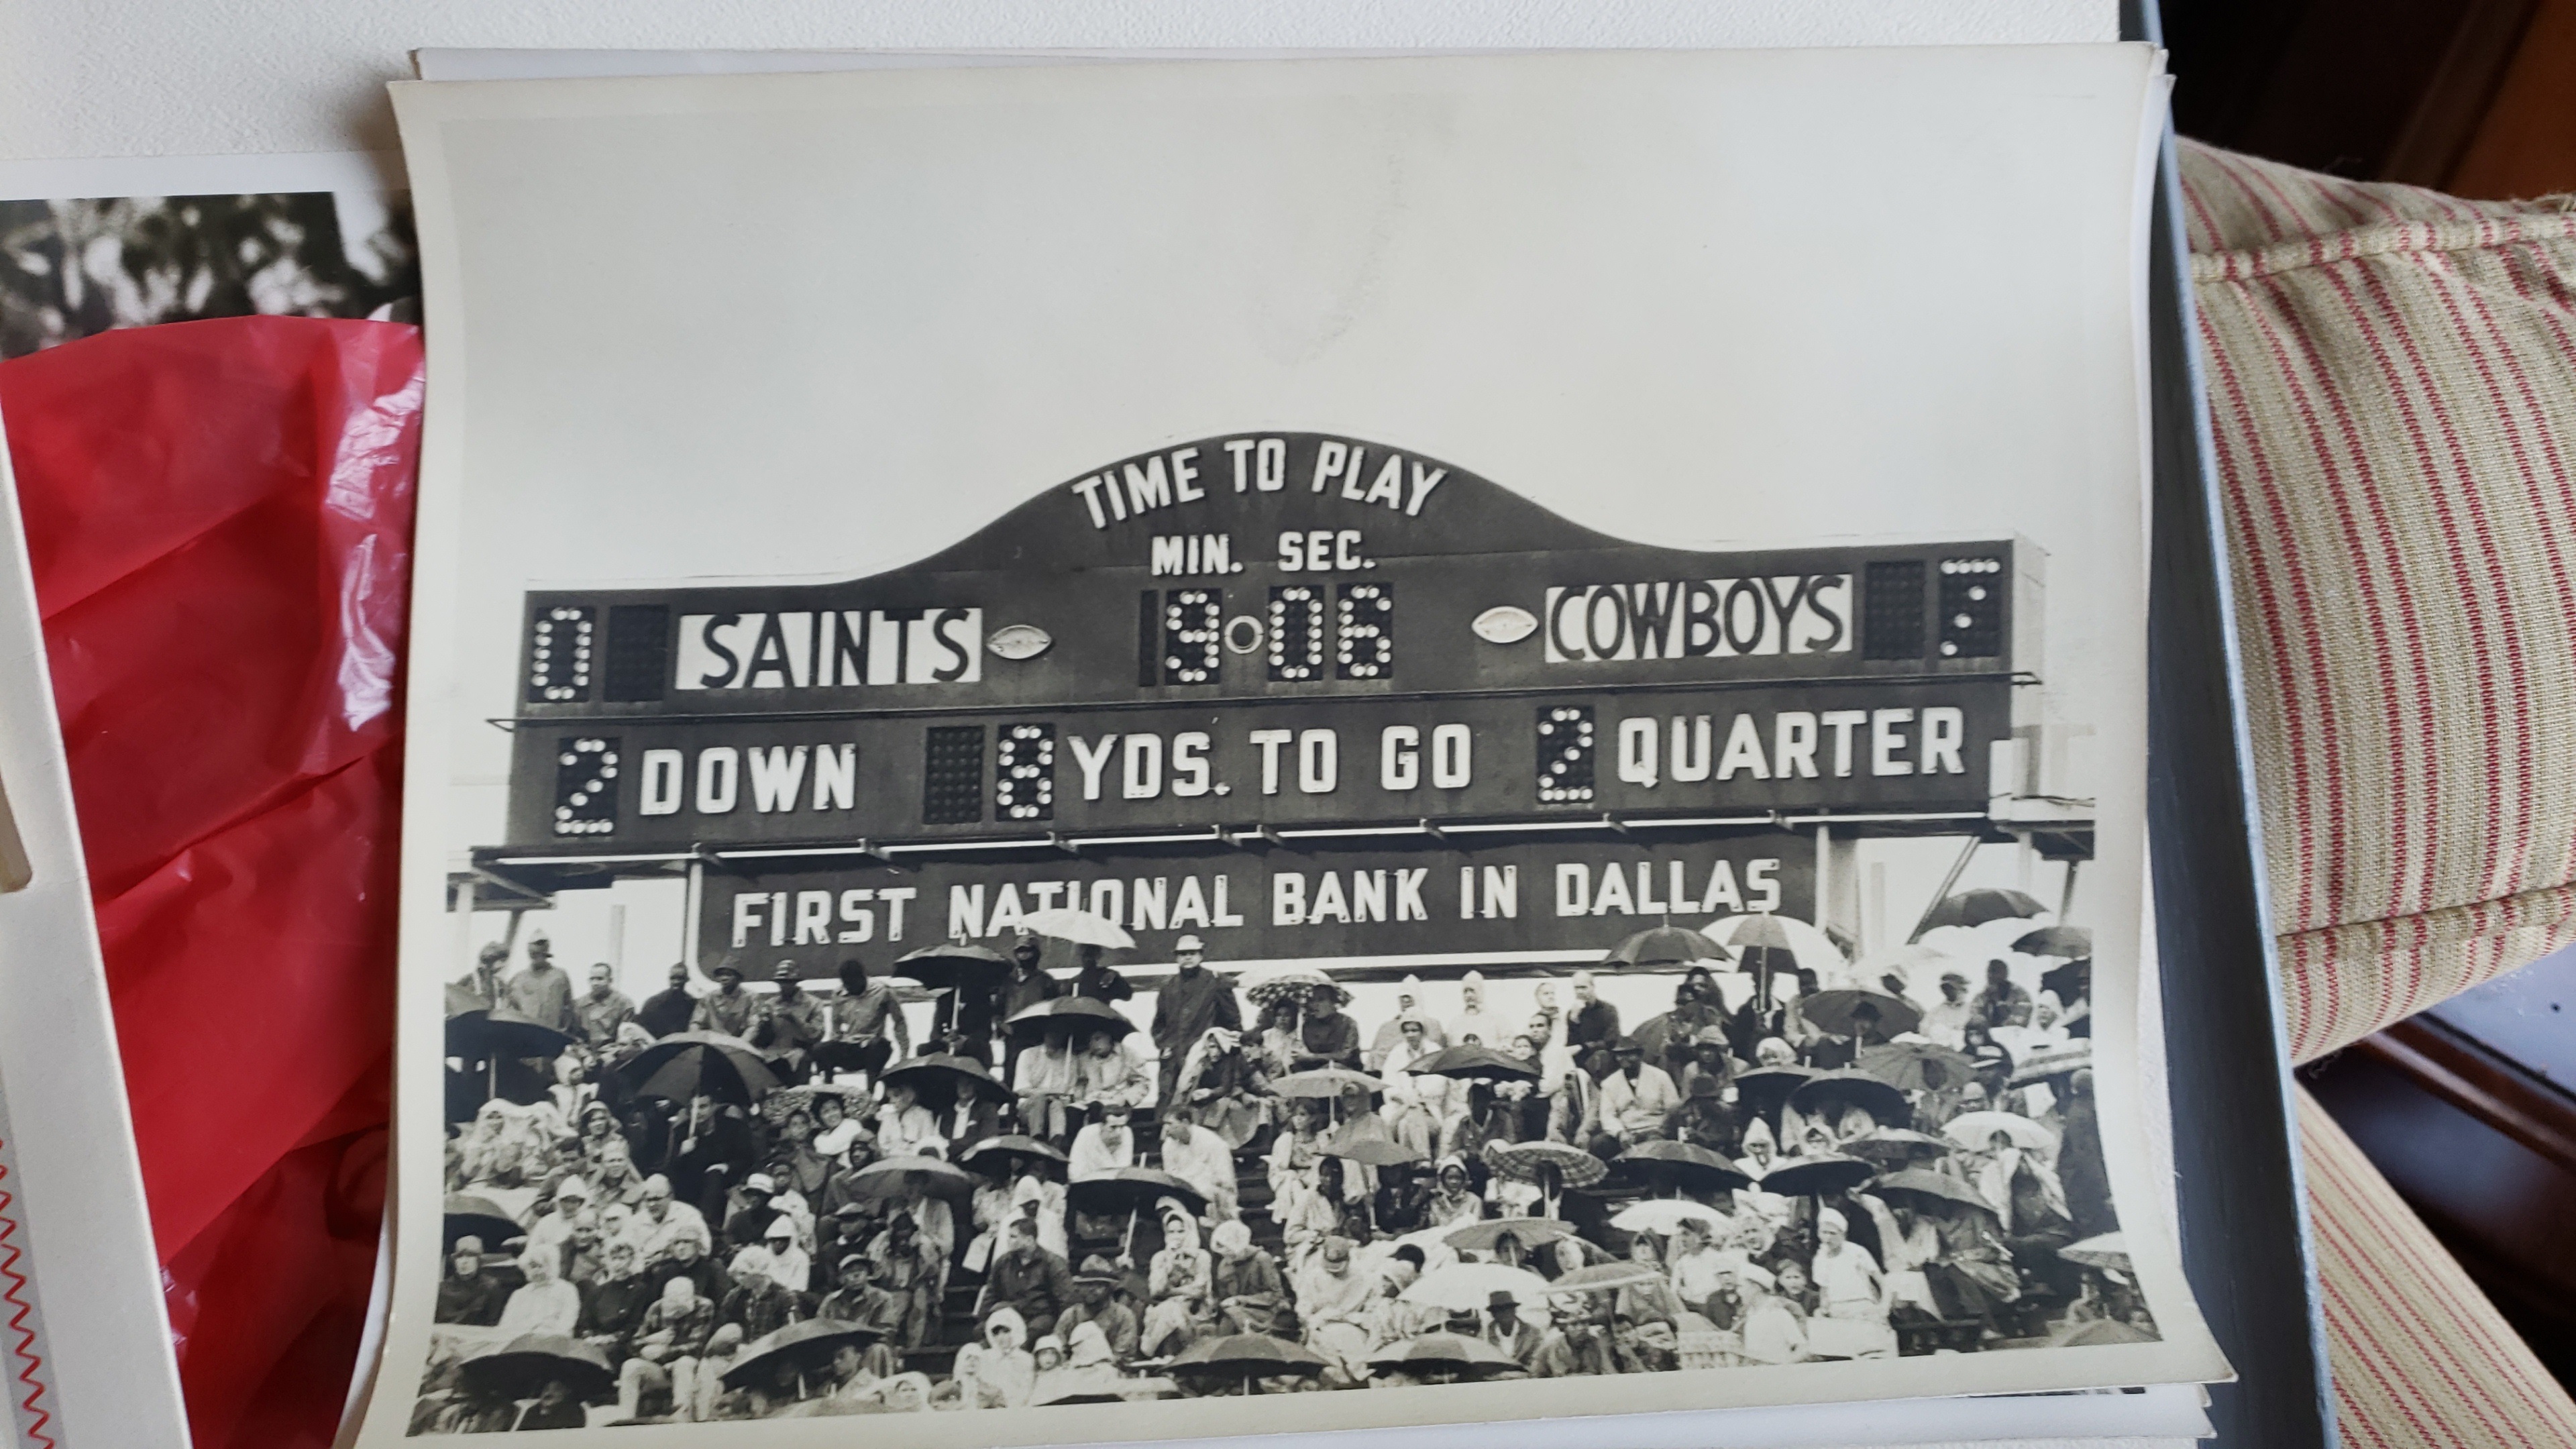 TIME TO PLAY
MIN. SEC.
0 SAINTS 9:06 COWBOYS 7
2 DOWN 8 YDS. TO GO 2 QUARTER
FIRST NATIONAL BANK IN DALLAS